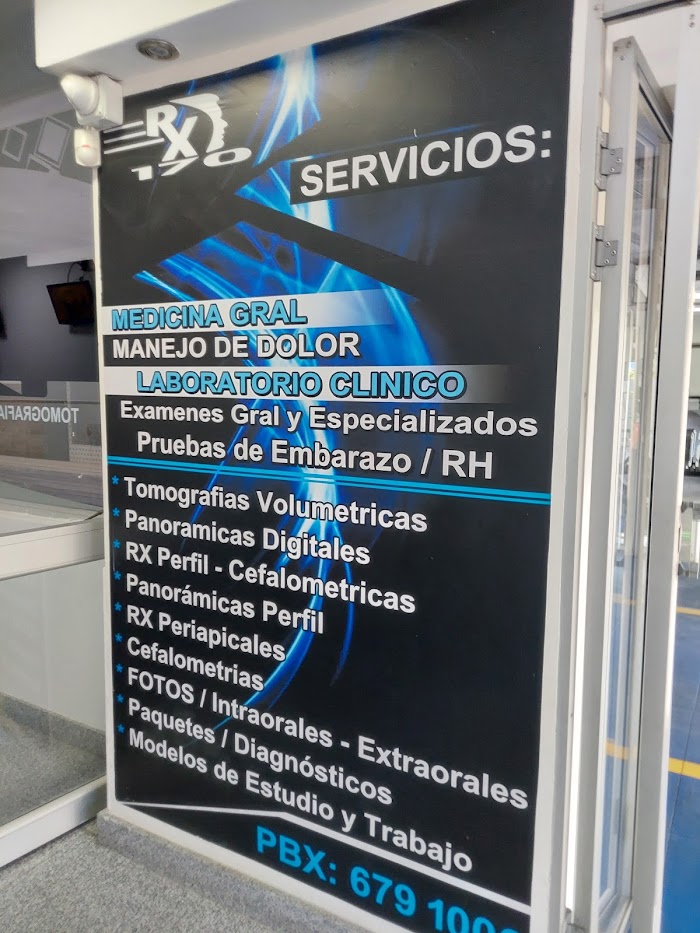 RX
170
SERVICIOS:
MEDICINA GRAL
MANEJO DE DOLOR
LABORATORIO CLINICO
Examenes Gral y Especializados
Pruebas de Embarazo / RH
* Tomografias Volumetricas
* Panoramicas Digitales
* RX Perfil - Cefalometricas
* Panorámicas Perfil
* RX Periapicales
* Cefalometrias
* FOTOS / Intraorales - Extraorales
* Paquetes / Diagnósticos
* Modelos de Estudio y Trabajo
PBX: 679
TOMOGRAFIA